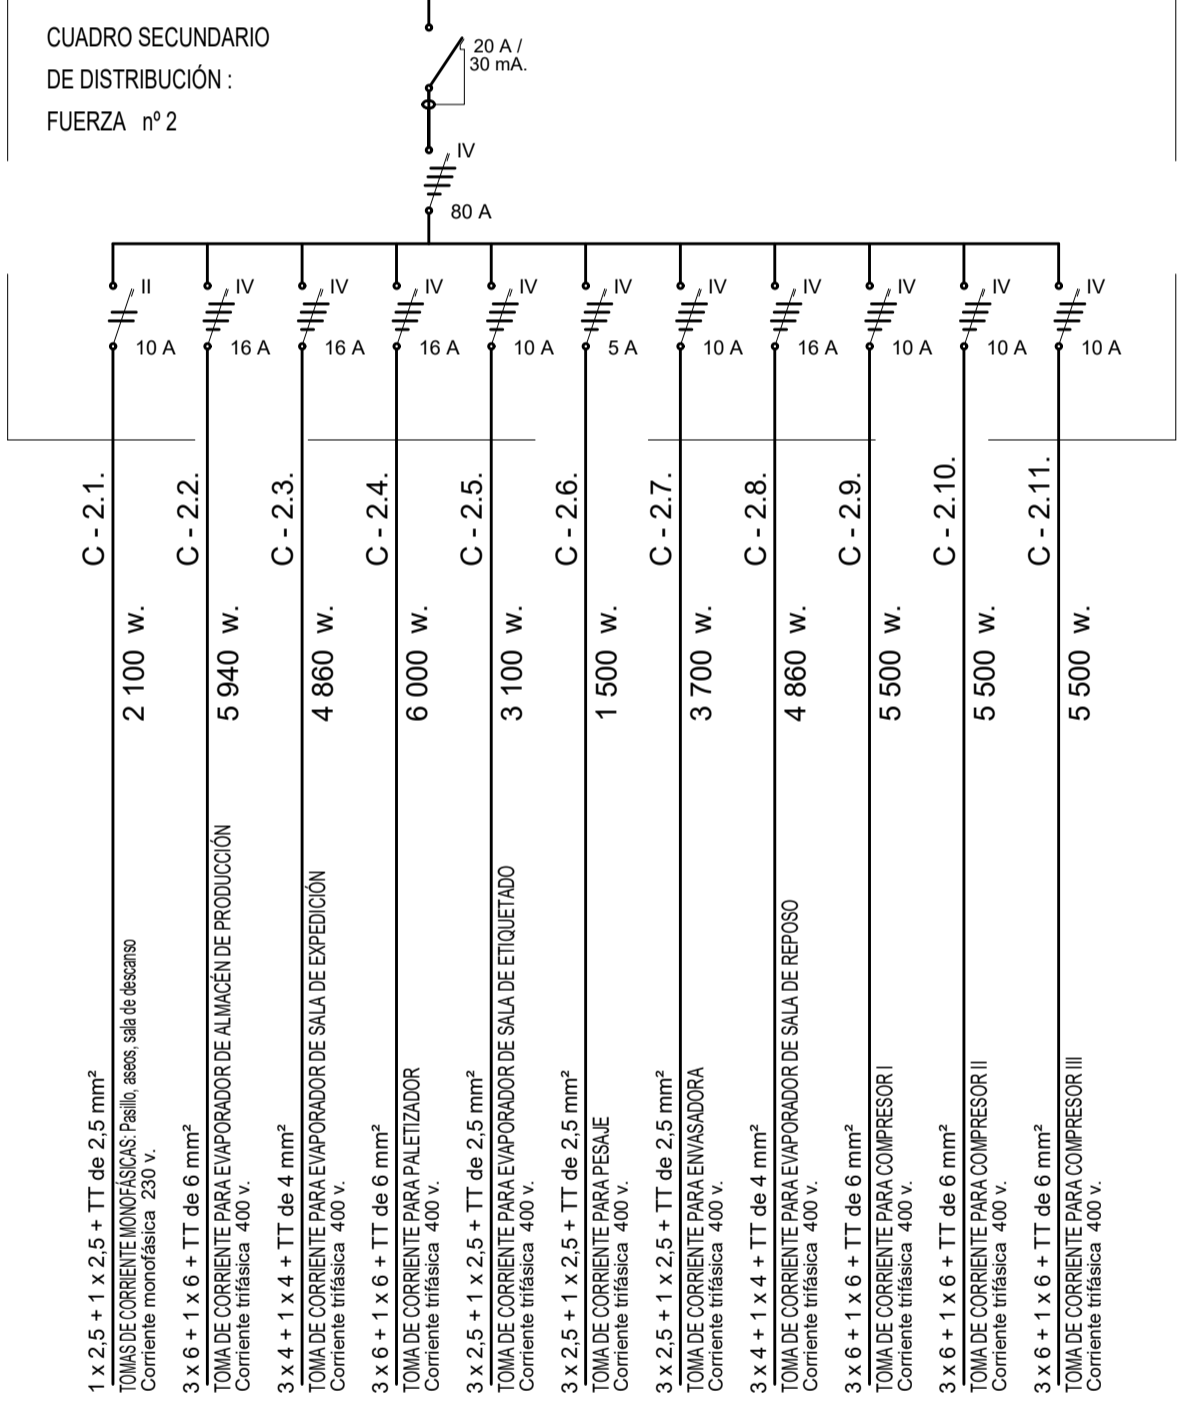 CUADRO SECUNDARIO
DE DISTRIBUCIÓN :
FUERZA nº 2
20 A /
30 mA.
IV
80 A
II
10 A
IV
16 A
IV
16 A
IV
16 A
IV
10 A
IV
5 A
IV
10 A
IV
16 A
IV
10 A
IV
10 A
IV
10 A
C - 2.1.
2 100 w.
1 x 2,5 + 1 x 2,5 + TT de 2,5 mm²
TOMAS DE CORRIENTE MONOFÁSICAS: Pasillo, aseos, sala de descanso
Corriente monofásica 230 v.
C - 2.2.
5 940 w.
3 x 6 + 1 x 6 + TT de 6 mm²
TOMA DE CORRIENTE PARA EVAPORADOR DE ALMACÉN DE PRODUCCIÓN
Corriente trifásica 400 v.
C - 2.3.
4 860 w.
3 x 4 + 1 x 4 + TT de 4 mm²
TOMA DE CORRIENTE PARA EVAPORADOR DE SALA DE EXPEDICIÓN
Corriente trifásica 400 v.
C - 2.4.
6 000 w.
3 x 6 + 1 x 6 + TT de 6 mm²
TOMA DE CORRIENTE PARA PALETIZADOR
Corriente trifásica 400 v.
C - 2.5.
3 100 w.
3 x 2,5 + 1 x 2,5 + TT de 2,5 mm²
TOMA DE CORRIENTE PARA EVAPORADOR DE SALA DE ETIQUETADO
Corriente trifásica 400 v.
C - 2.6.
1 500 w.
3 x 2,5 + 1 x 2,5 + TT de 2,5 mm²
TOMA DE CORRIENTE PARA PESAJE
Corriente trifásica 400 v.
C - 2.7.
3 700 w.
3 x 2,5 + 1 x 2,5 + TT de 2,5 mm²
TOMA DE CORRIENTE PARA ENVASADORA
Corriente trifásica 400 v.
C - 2.8.
4 860 w.
3 x 4 + 1 x 4 + TT de 4 mm²
TOMA DE CORRIENTE PARA EVAPORADOR DE SALA DE REPOSO
Corriente trifásica 400 v.
C - 2.9.
5 500 w.
3 x 6 + 1 x 6 + TT de 6 mm²
TOMA DE CORRIENTE PARA COMPRESOR I
Corriente trifásica 400 v.
C - 2.10.
5 500 w.
3 x 6 + 1 x 6 + TT de 6 mm²
TOMA DE CORRIENTE PARA COMPRESOR II
Corriente trifásica 400 v.
C - 2.11.
5 500 w.
3 x 6 + 1 x 6 + TT de 6 mm²
TOMA DE CORRIENTE PARA COMPRESOR III
Corriente trifásica 400 v.